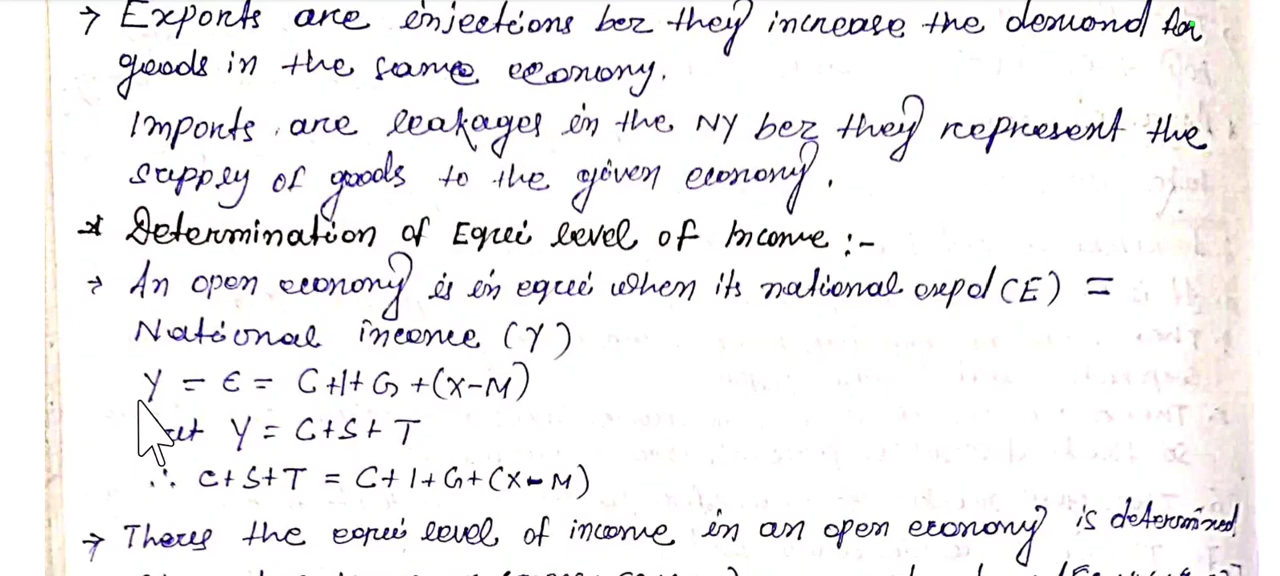 → Exports are injections bcz they increase the demand for
goods in the same economy.
Imports are leakages in the NY bcz they represent the
supply of goods to the given economy.
* Determination of Equi level of Income :-
→ An open economy is in equi when its national expd (E) =
National income (Y)
Y = E = C+I+G+(X-M)
Y = C+S+T
∴ C+S+T = C+I+G+(X-M)
→ Thus the equi level of income in an open economy is determined